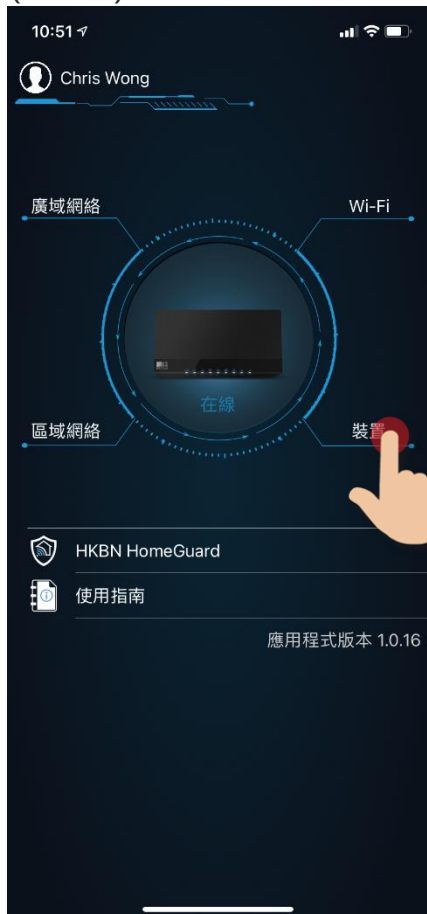 10:51
Chris Wong
廣域網絡
Wi-Fi
在線
區域網絡
裝置
HKBN HomeGuard
使用指南
應用程式版本 1.0.16